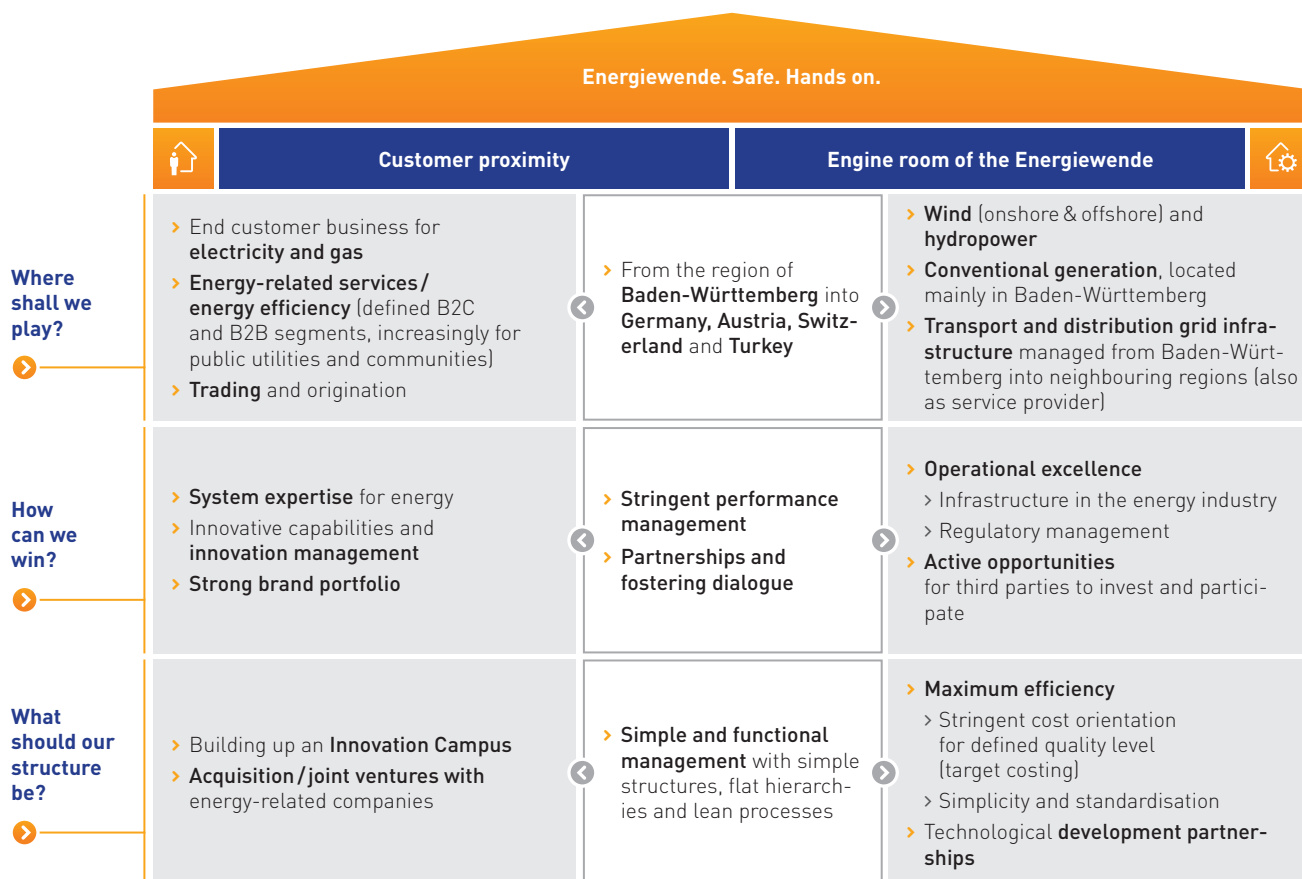 Energiewende. Safe. Hands on.
Customer proximity
Engine room of the Energiewende
Where
shall we
play?
› End customer business for
electricity and gas
› Energy-related services /
energy efficiency (defined B2C
and B2B segments, increasingly for
public utilities and communities)
› Trading and origination
› From the region of
Baden-Württemberg into
Germany, Austria, Switz-
erland and Turkey
› Wind (onshore & offshore) and
hydropower
› Conventional generation, located
mainly in Baden-Württemberg
› Transport and distribution grid infra-
structure managed from Baden-Würt-
temberg into neighbouring regions (also
as service provider)
How
can we
win?
› System expertise for energy
› Innovative capabilities and
innovation management
› Strong brand portfolio
› Stringent performance
management
› Partnerships and
fostering dialogue
› Operational excellence
› Infrastructure in the energy industry
› Regulatory management
› Active opportunities
for third parties to invest and partici-
pate
What
should our
structure
be?
› Building up an Innovation Campus
› Acquisition / joint ventures with
energy-related companies
› Simple and functional
management with simple
structures, flat hierarch-
ies and lean processes
› Maximum efficiency
› Stringent cost orientation
for defined quality level
(target costing)
› Simplicity and standardisation
› Technological development partner-
ships